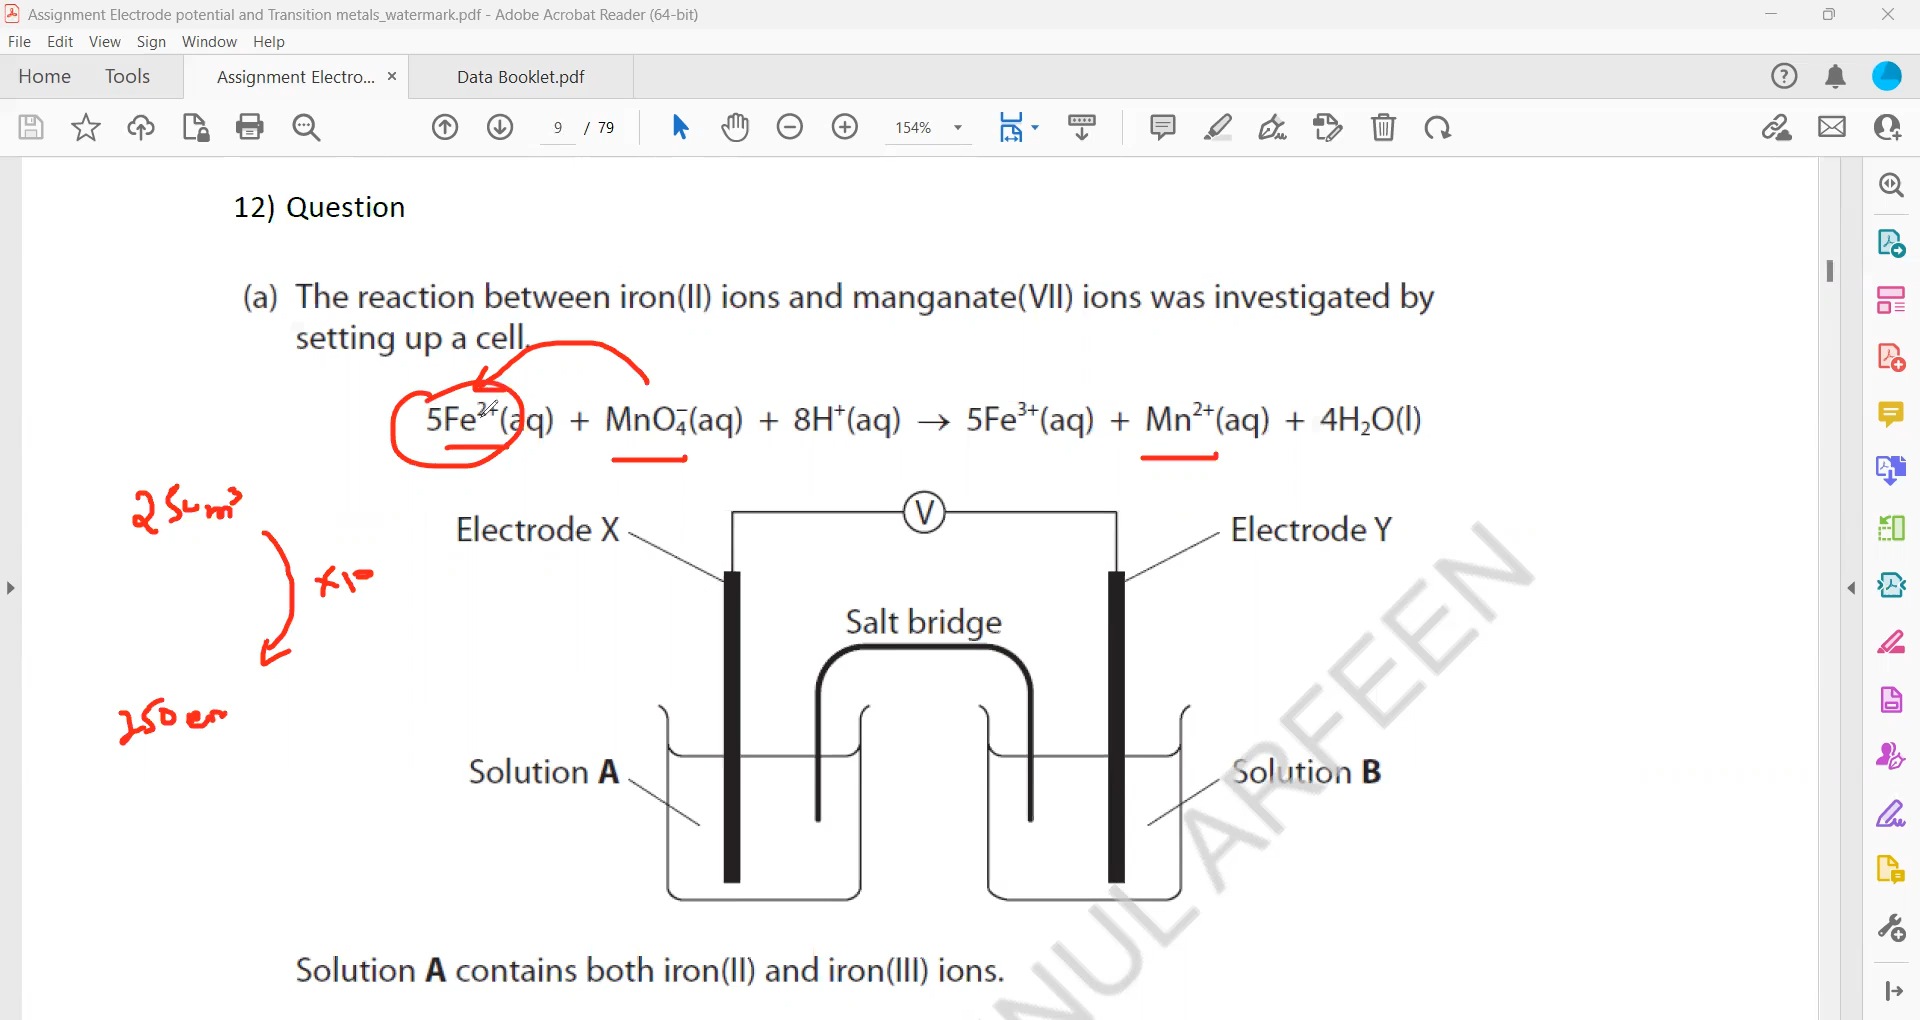 Assignment Electrode potential and Transition metals_watermark.pdf - Adobe Acrobat Reader (64-bit)
File Edit View Sign Window Help
Home Tools Assignment Electro... × Data Booklet.pdf
9 / 79 154%
12) Question
(a) The reaction between iron(II) ions and manganate(VII) ions was investigated by
setting up a cell.
5Fe²⁺(aq) + MnO₄⁻(aq) + 8H⁺(aq) → 5Fe³⁺(aq) + Mn²⁺(aq) + 4H₂O(l)
25cm³
V
Electrode X
Electrode Y
×10
Salt bridge
250cm
Solution A
Solution B
Solution A contains both iron(II) and iron(III) ions.
NUL ARFEEN